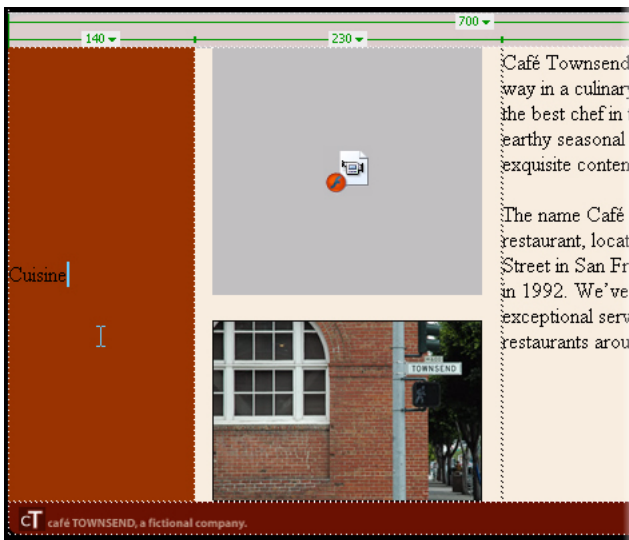 700
140
230
Café Townsend
way in a culinary
the best chef in
earthy seasonal
exquisite conten
The name Café
restaurant, locat
Street in San Fr
in 1992. We've
exceptional serv
restaurants arou
Cuisine
TOWNSEND
CT café TOWNSEND, a fictional company.